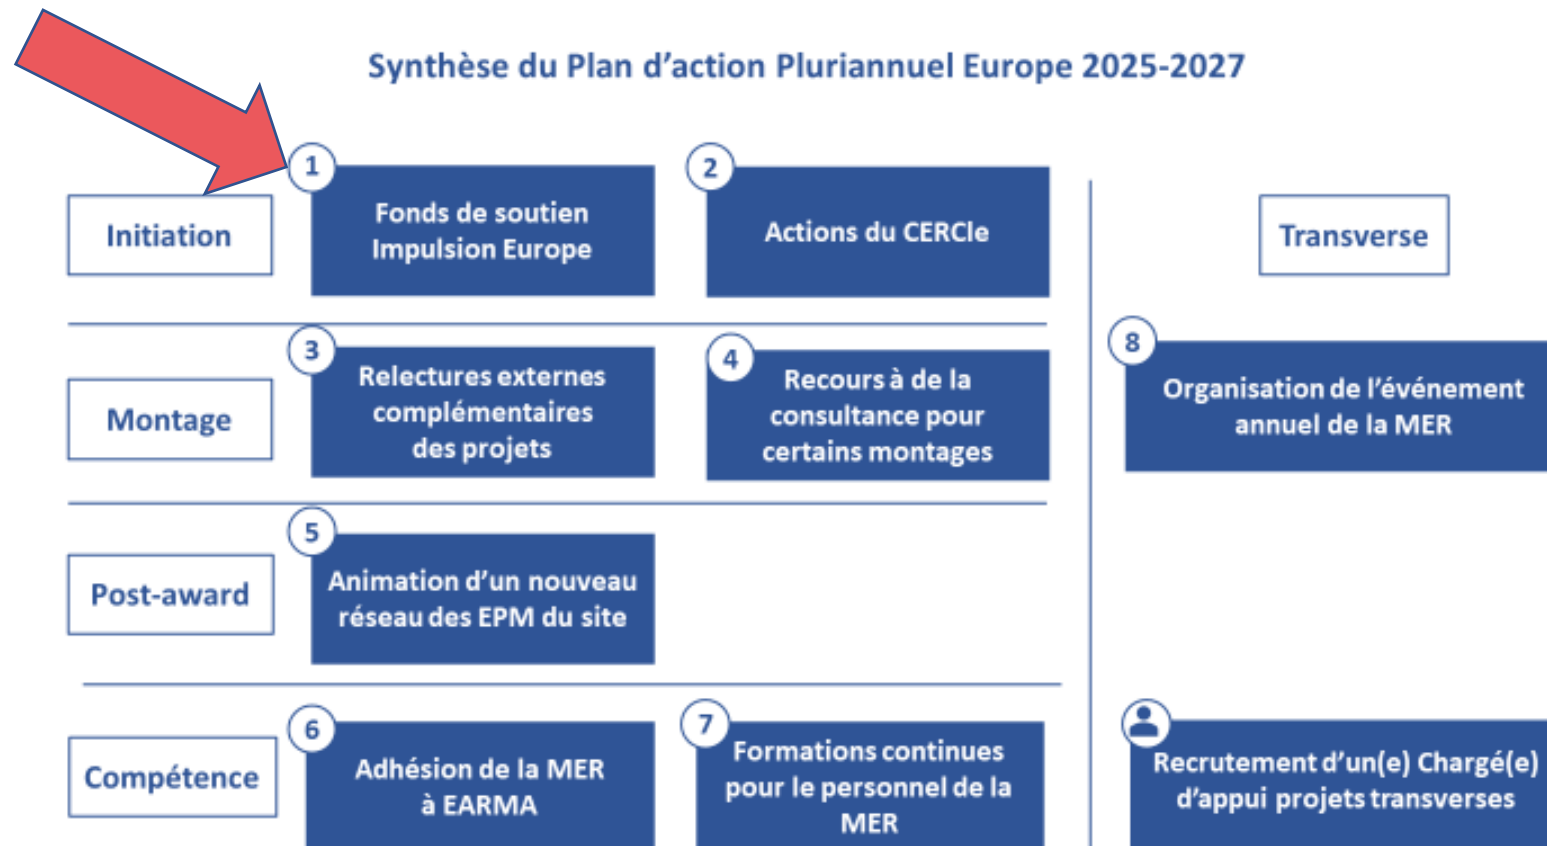 Synthèse du Plan d'action Pluriannuel Europe 2025-2027
Initiation
1
Fonds de soutien
Impulsion Europe
2
Actions du CERCle
Transverse
Montage
3
Relectures externes
complémentaires
des projets
4
Recours à de la
consultance pour
certains montages
8
Organisation de l'événement
annuel de la MER
Post-award
5
Animation d'un nouveau
réseau des EPM du site
Compétence
6
Adhésion de la MER
à EARMA
7
Formations continues
pour le personnel de la
MER
Recrutement d'un(e) Chargé(e)
d'appui projets transverses